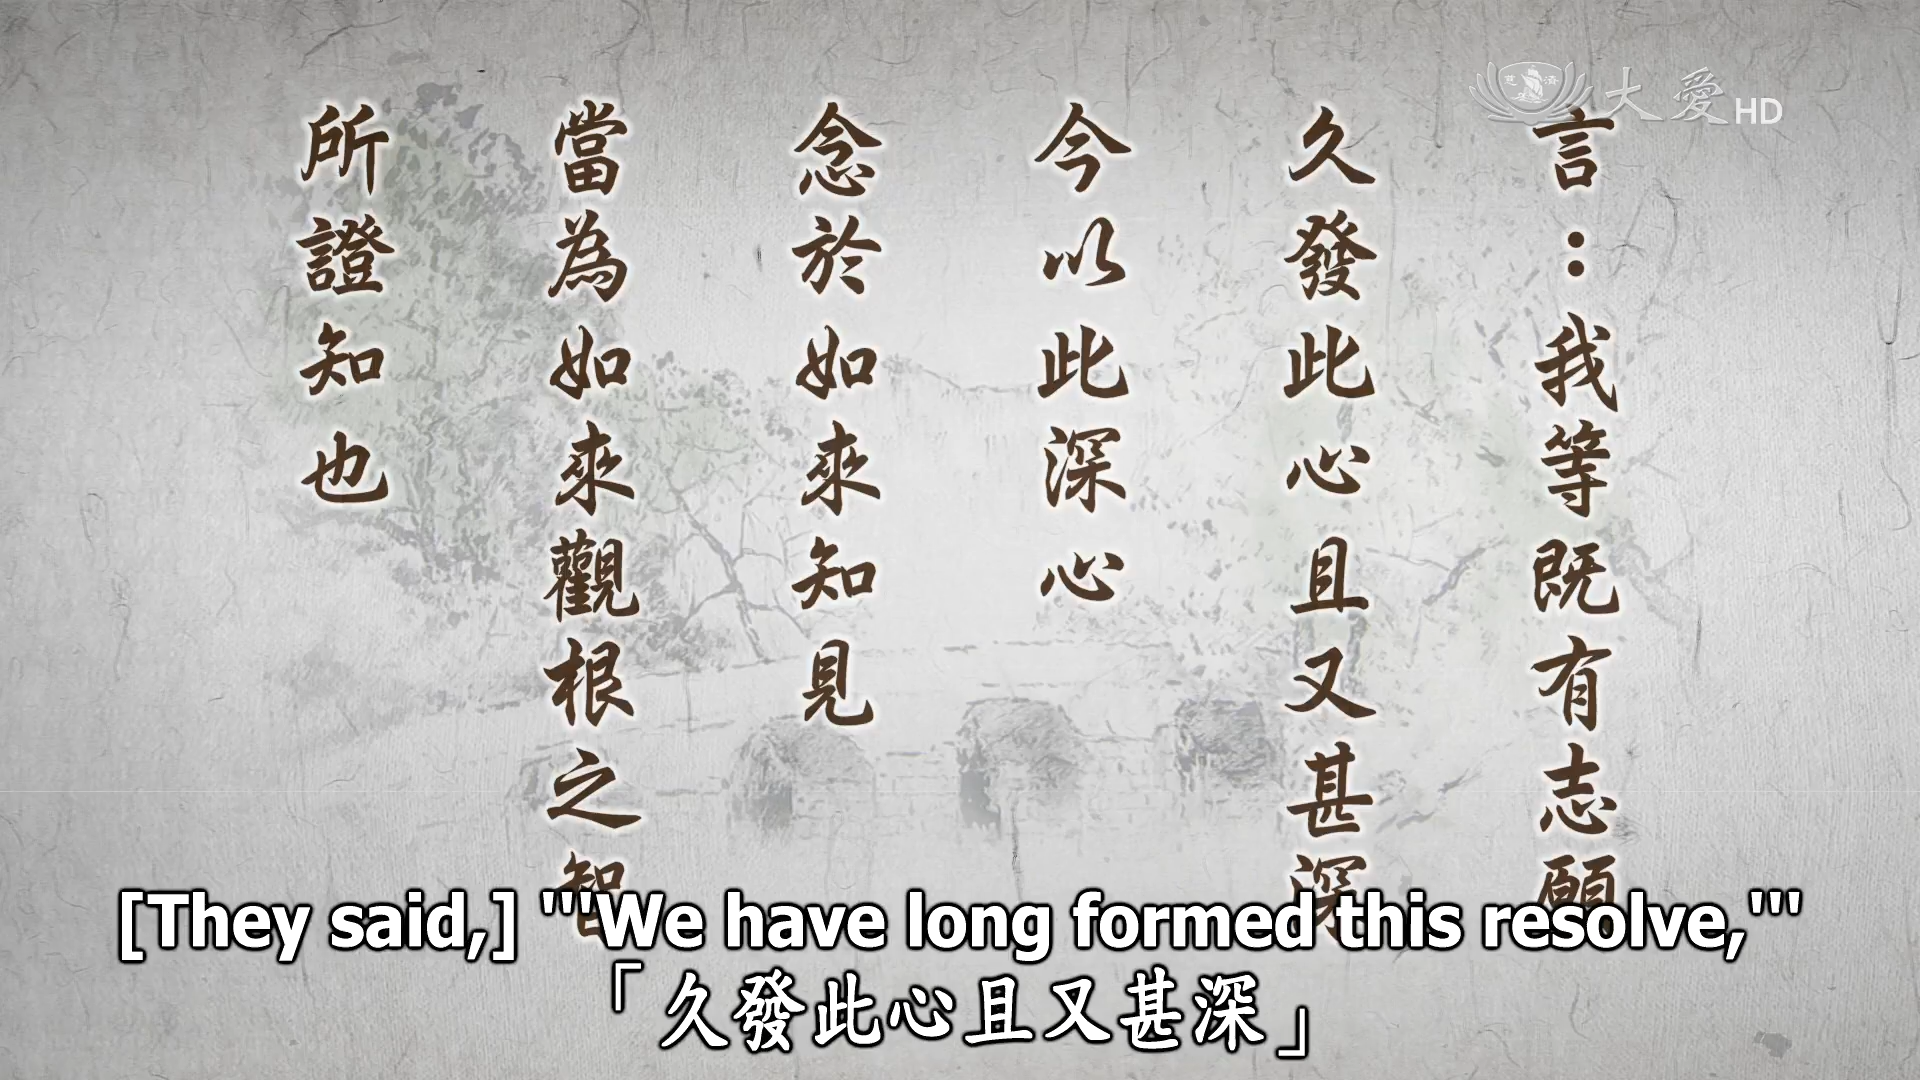 大愛HD
言：我等既有志願
久發此心且又甚深
今以此深心
念於如來知見
當為如來觀根之智
所證知也
[They said,] '"We have long formed this resolve,'"
「久發此心且又甚深」